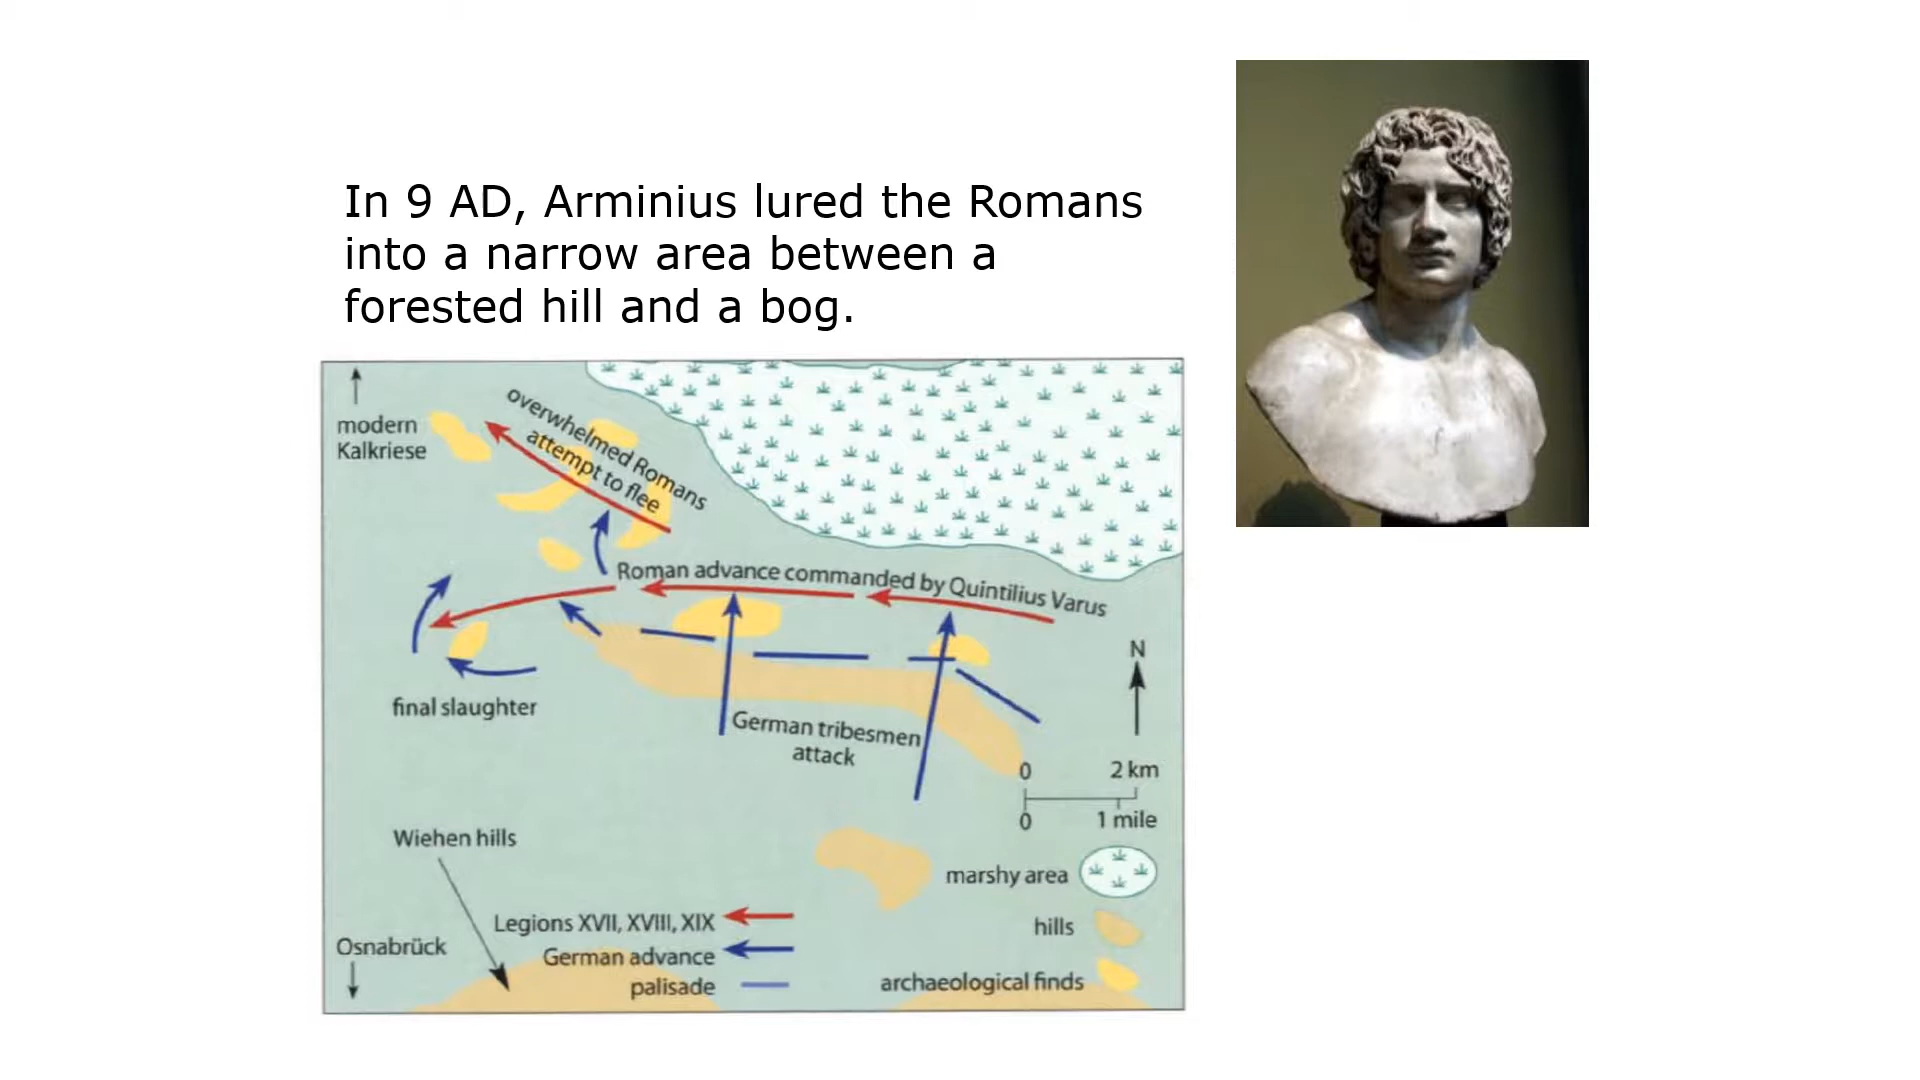 In 9 AD, Arminius lured the Romans
into a narrow area between a
forested hill and a bog.
modern
Kalkriese
overwhelmed Romans
attempt to flee
Roman advance commanded by Quintilius Varus
final slaughter
German tribesmen
attack
N
0 2 km
0 1 mile
Wiehen hills
marshy area
Legions XVII, XVIII, XIX
hills
Osnabrück
German advance
archaeological finds
palisade